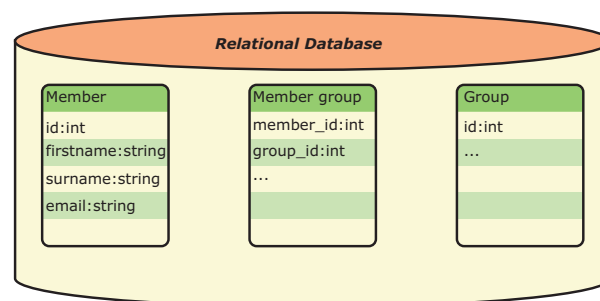 Relational Database
Member
id:int
firstname:string
surname:string
email:string
Member group
member_id:int
group_id:int
...
Group
id:int
...